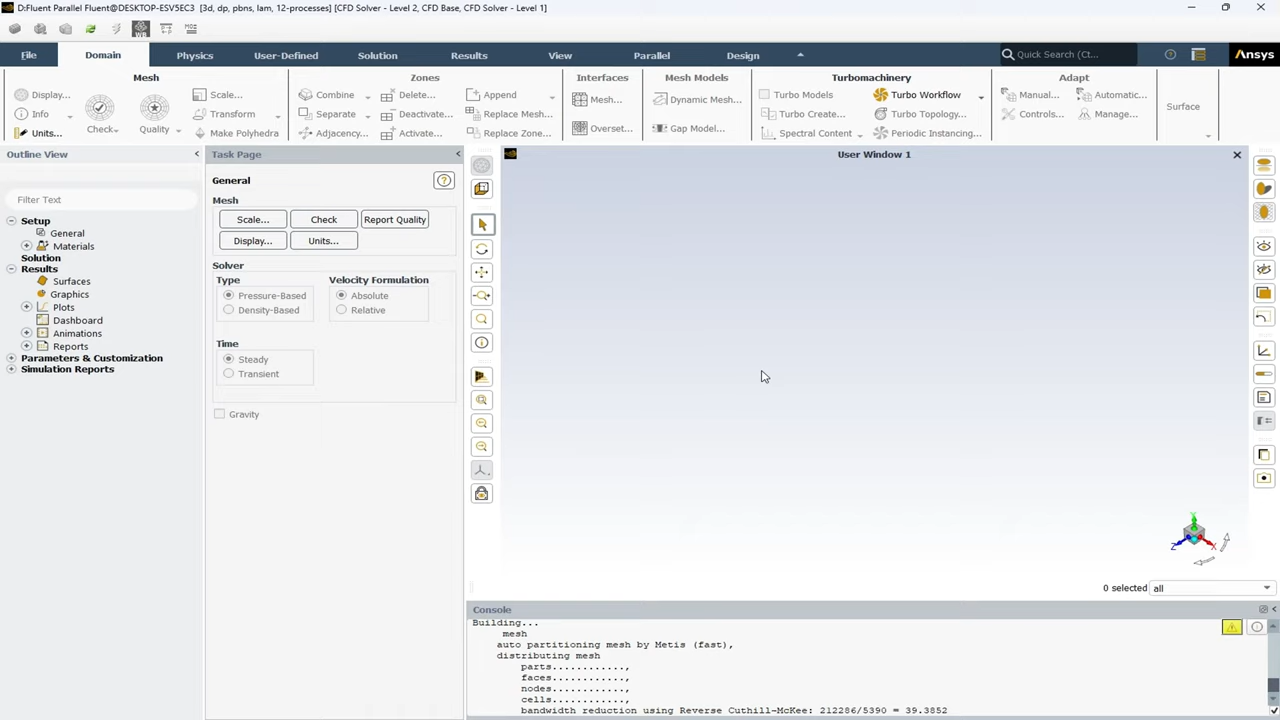 D:Fluent Parallel Fluent@DESKTOP-ESV5EC3 [3d, dp, pbns, lam, 12-processes] [CFD Solver - Level 2, CFD Base, CFD Solver - Level 1]
File Domain Physics User-Defined Solution Results View Parallel Design Quick Search (Ct... Ansys
Mesh
Display...
Info
Units...
Check
Quality
Scale...
Transform
Make Polyhedra
Zones
Combine
Separate
Adjacency...
Delete...
Deactivate...
Activate...
Append
Replace Mesh...
Replace Zone...
Interfaces
Mesh...
Overset...
Mesh Models
Dynamic Mesh...
Gap Model...
Turbomachinery
Turbo Models
Turbo Create...
Spectral Content
Turbo Workflow
Turbo Topology...
Periodic Instancing...
Adapt
Manual...
Controls...
Automatic...
Manage...
Surface
Outline View
Filter Text
Setup
General
Materials
Solution
Results
Surfaces
Graphics
Plots
Dashboard
Animations
Reports
Parameters & Customization
Simulation Reports
Task Page
General
Mesh
Scale... Check Report Quality
Display... Units...
Solver
Type
Pressure-Based
Density-Based
Velocity Formulation
Absolute
Relative
Time
Steady
Transient
Gravity
User Window 1
Y
Z
X
0 selected all
Console
Building...
mesh
auto partitioning mesh by Metis (fast),
distributing mesh
parts............,
faces............,
nodes............,
cells............,
bandwidth reduction using Reverse Cuthill-McKee: 212286/5390 = 39.3852